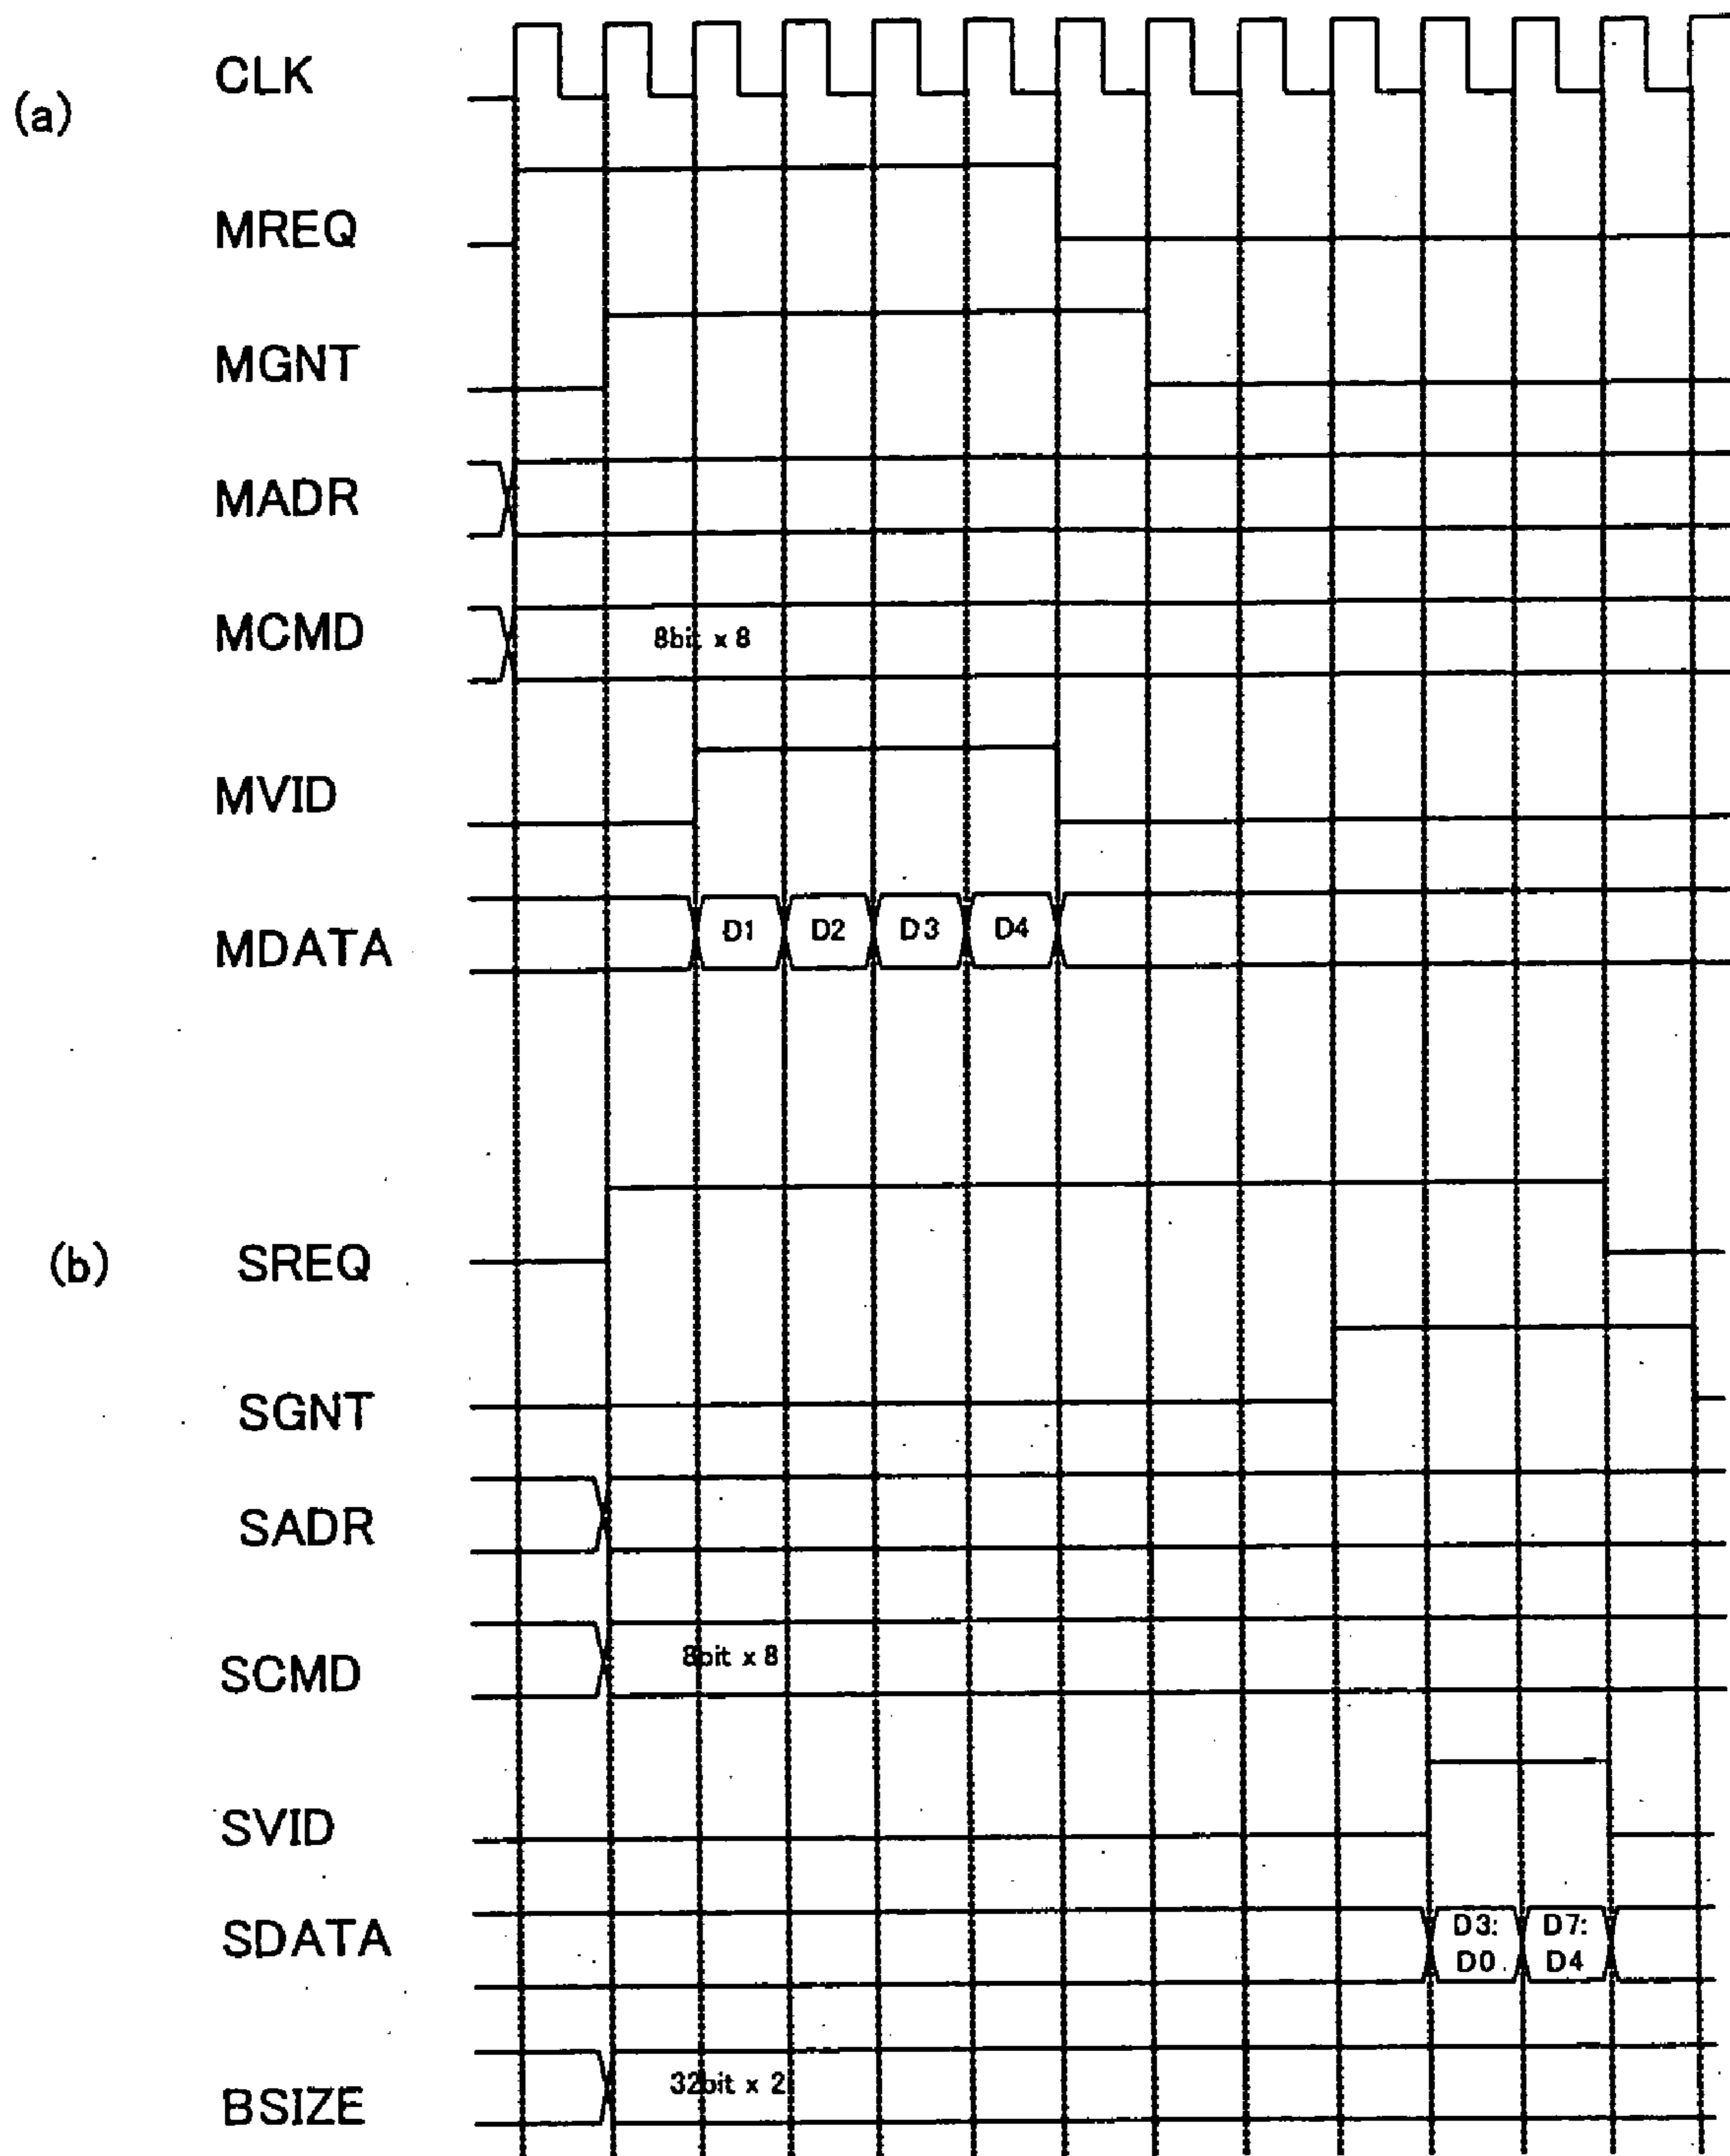 (a)
CLK
MREQ
MGNT
MADR
MCMD 8bit x 8
MVID
MDATA D1 D2 D3 D4
(b)
SREQ
SGNT
SADR
SCMD 8bit x 8
SVID
SDATA D3: D0 D7: D4
BSIZE 32bit x 2